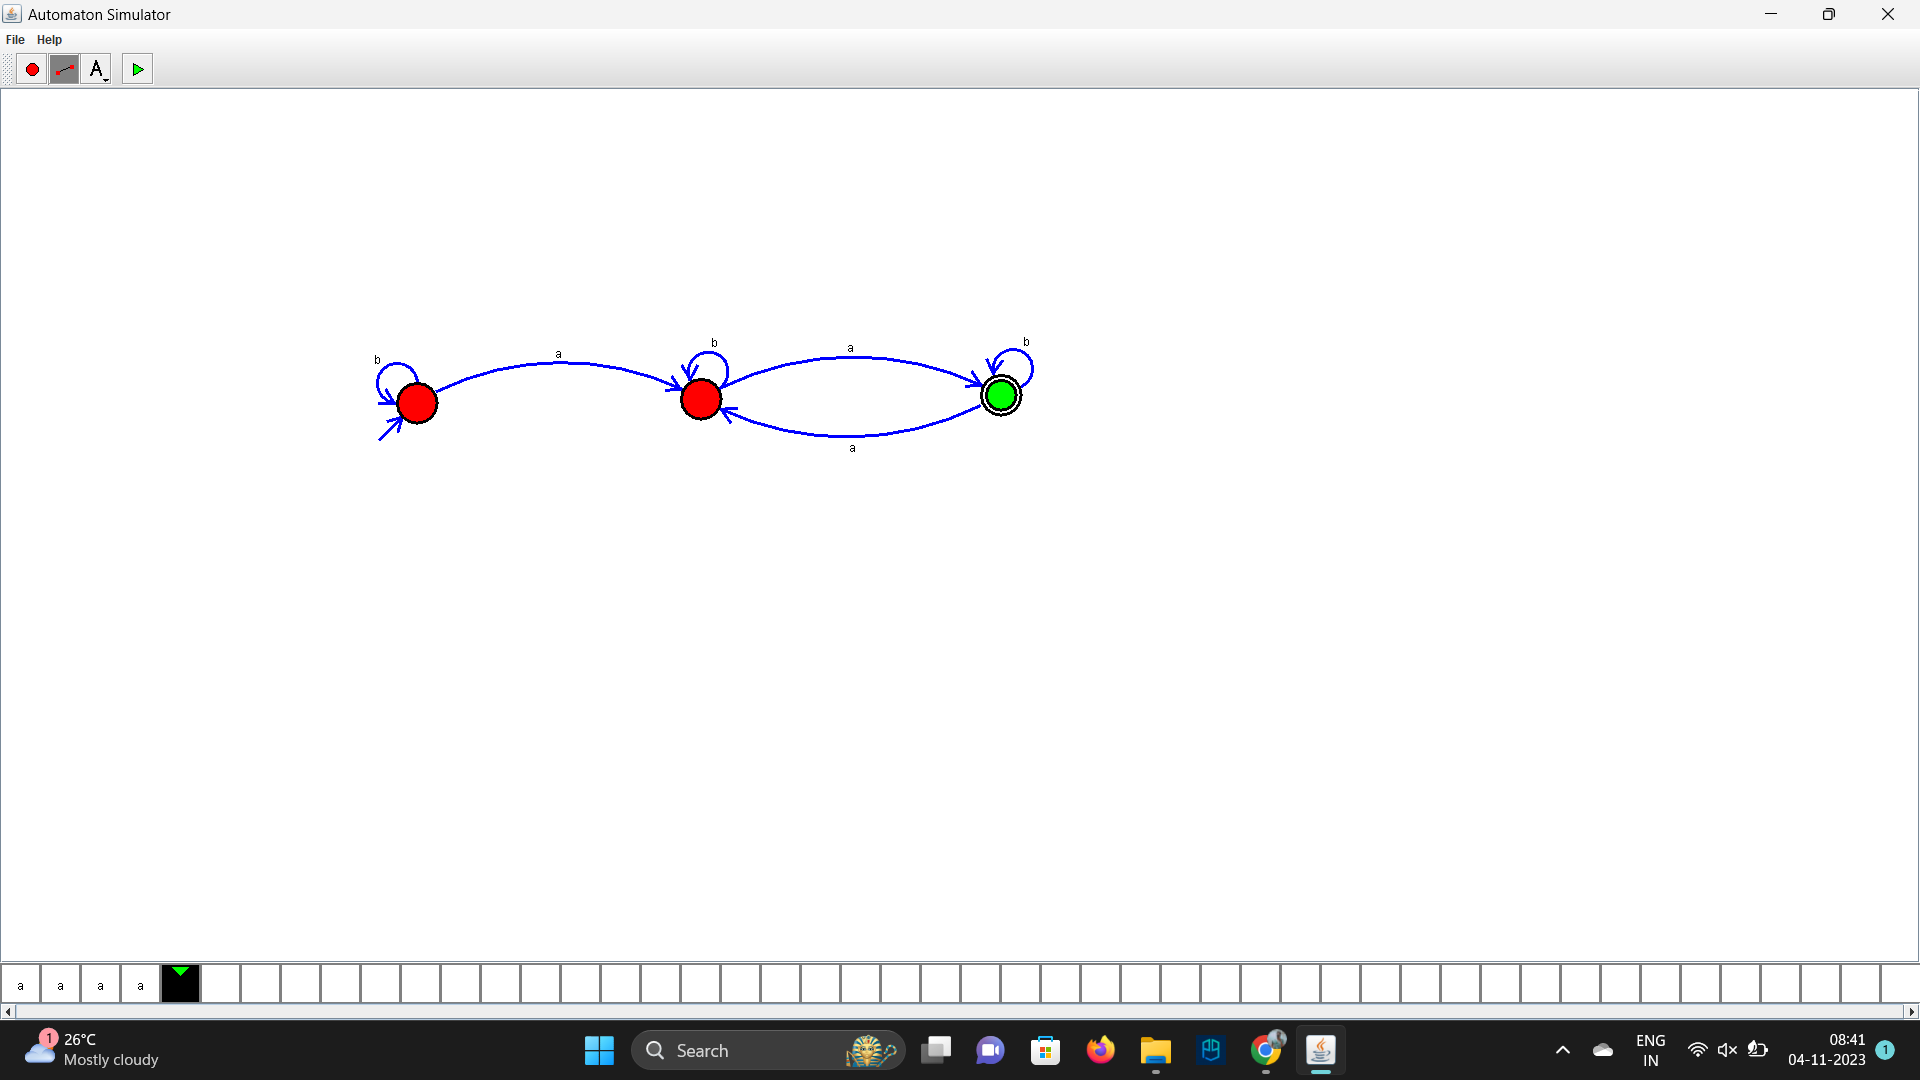 Automaton Simulator
File Help
A
b
a
b
a
b
a
a a a a
1
26°C
Mostly cloudy
Search
ENG
IN
08:41
04-11-2023
1